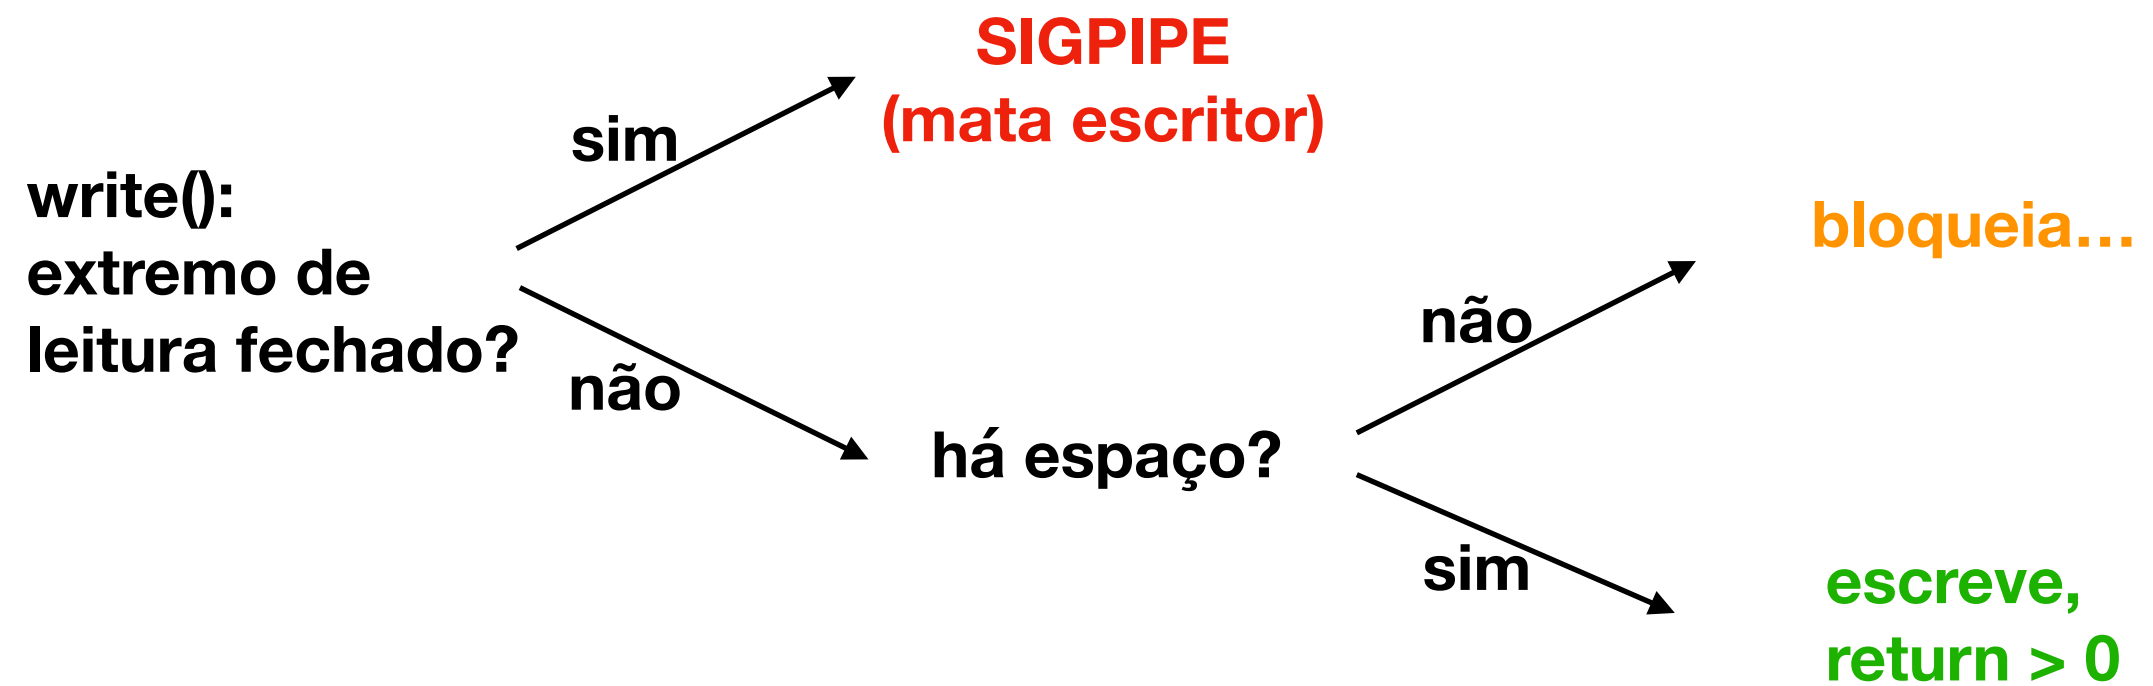 SIGPIPE
(mata escritor)
sim
write():
extremo de
leitura fechado?
não
há espaço?
não
bloqueia…
sim
escreve,
return > 0